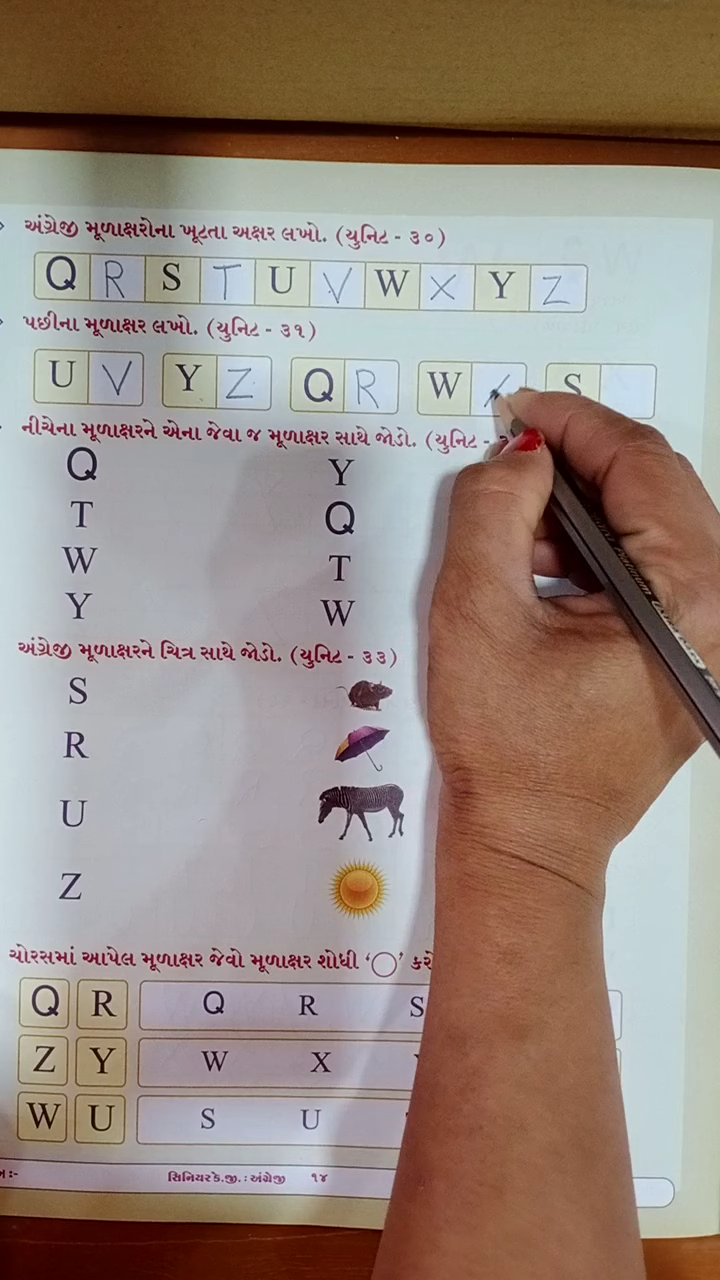 અંગ્રેજી મૂળાક્ષરોના ખૂટતા અક્ષર લખો. (યુનિટ - ૩૦)
Q R S T U V W X Y Z
પછીના મૂળાક્ષર લખો. (યુનિટ - ૩૧)
U V Y Z Q R W S
નીચેના મૂળાક્ષરને એના જેવા જ મૂળાક્ષર સાથે જોડો. (યુનિટ -
Q Y
T Q
W T
Y W
અંગ્રેજી મૂળાક્ષરને ચિત્ર સાથે જોડો. (યુનિટ - ૩૩)
S
R
U
Z
ચોરસમાં આપેલ મૂળાક્ષર જેવો મૂળાક્ષર શોધી ‘○’
Q R Q R S
Z Y W X
W U S U
સિનિયર કે.જી. : અંગ્રેજી ૧૪